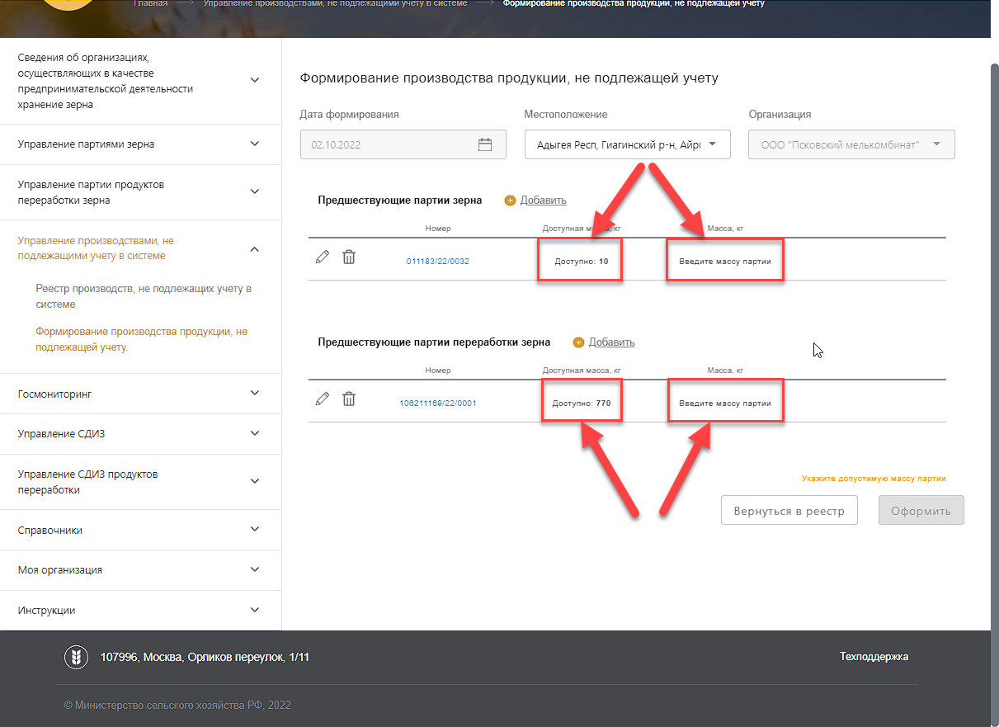 Главная
Управление производствами, не подлежащими учету в системе
Формирование производства продукции, не подлежащей учету
Сведения об организациях,
осуществляющих в качестве
предпринимательской деятельности
хранение зерна
Управление партиями зерна
Управление партии продуктов
переработки зерна
Управление производствами, не
подлежащими учету в системе
Реестр производств, не подлежащих учету в
системе
Формирование производства продукции, не
подлежащей учету.
Госмониторинг
Управление СДИЗ
Управление СДИЗ продуктов
переработки
Справочники
Моя организация
Инструкции
Формирование производства продукции, не подлежащей учету
Дата формирования
Местоположение
Организация
02.10.2022
Адыгея Респ, Гиагинский р-н, Айр
ООО "Псковский мелькомбинат"
Предшествующие партии зерна
Добавить
Номер
Доступная масса, кг
Масса, кг
011183/22/0032
Доступно: 10
Введите массу партии
Предшествующие партии переработки зерна
Добавить
Номер
Доступная масса, кг
Масса, кг
106211169/22/0001
Доступно: 770
Введите массу партии
Укажите допустимую массу партии
Вернуться в реестр
Оформить
107996, Москва, Орликов переулок, 1/11
Техподдержка
© Министерство сельского хозяйства РФ, 2022